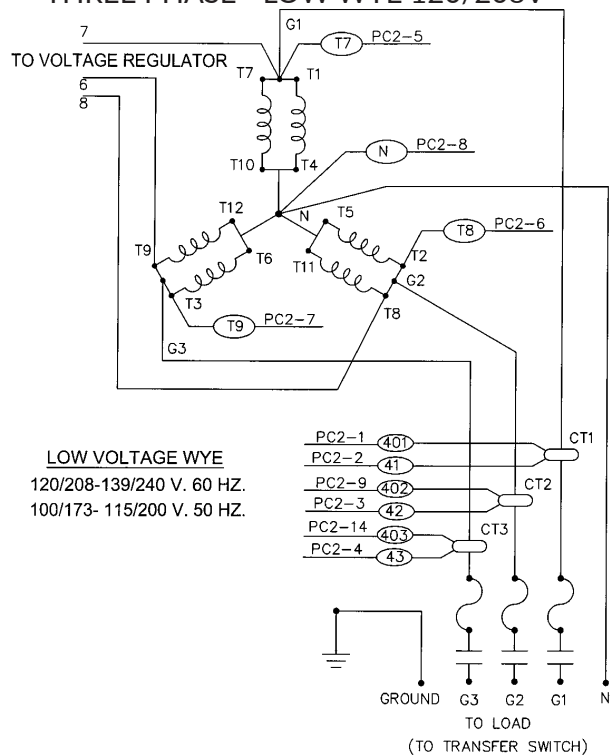 THREE PHASE - LOW WYE 120/208V
7
G1
T7
PC2-5
TO VOLTAGE REGULATOR
6
8
T7
T1
T10
T4
N
PC2-8
T12
N
T5
T8
PC2-6
T9
T6
T11
T2
G2
T3
T8
T9
PC2-7
G3
LOW VOLTAGE WYE
120/208-139/240 V. 60 HZ.
100/173- 115/200 V. 50 HZ.
PC2-1
401
CT1
PC2-2
41
PC2-9
402
CT2
PC2-3
42
PC2-14
403
CT3
PC2-4
43
GROUND
G3
G2
G1
N
TO LOAD
(TO TRANSFER SWITCH)